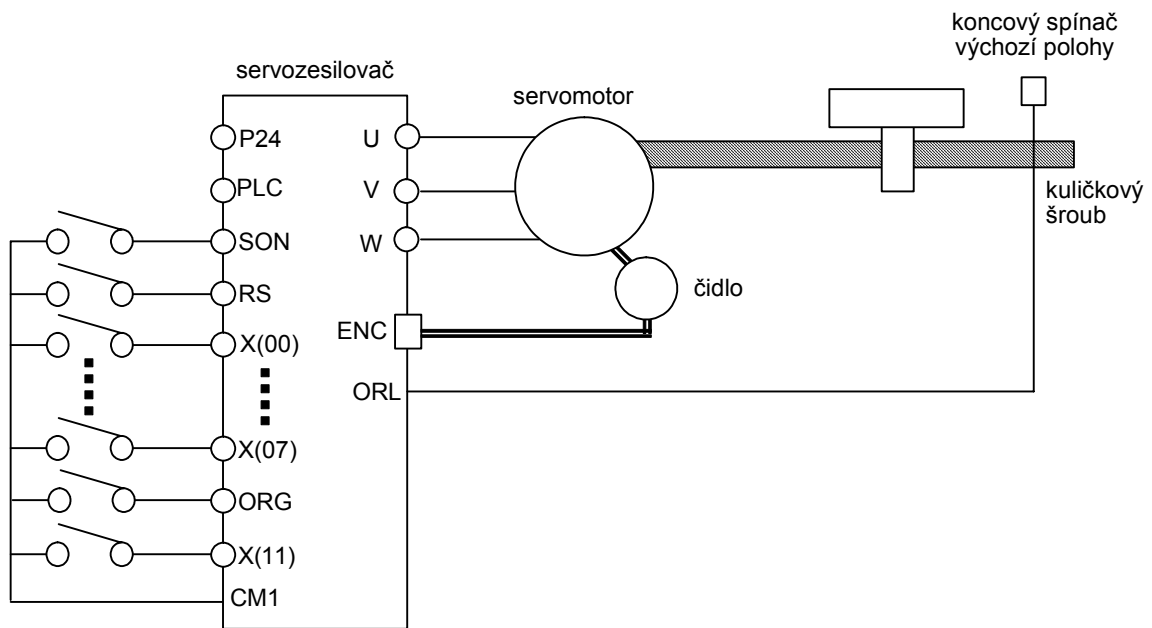 koncový spínač
výchozí polohy
servozesilovač
servomotor
P24
U
PLC
V
kuličkový
šroub
SON
W
RS
čidlo
ENC
X(00)
ORL
X(07)
ORG
X(11)
CM1